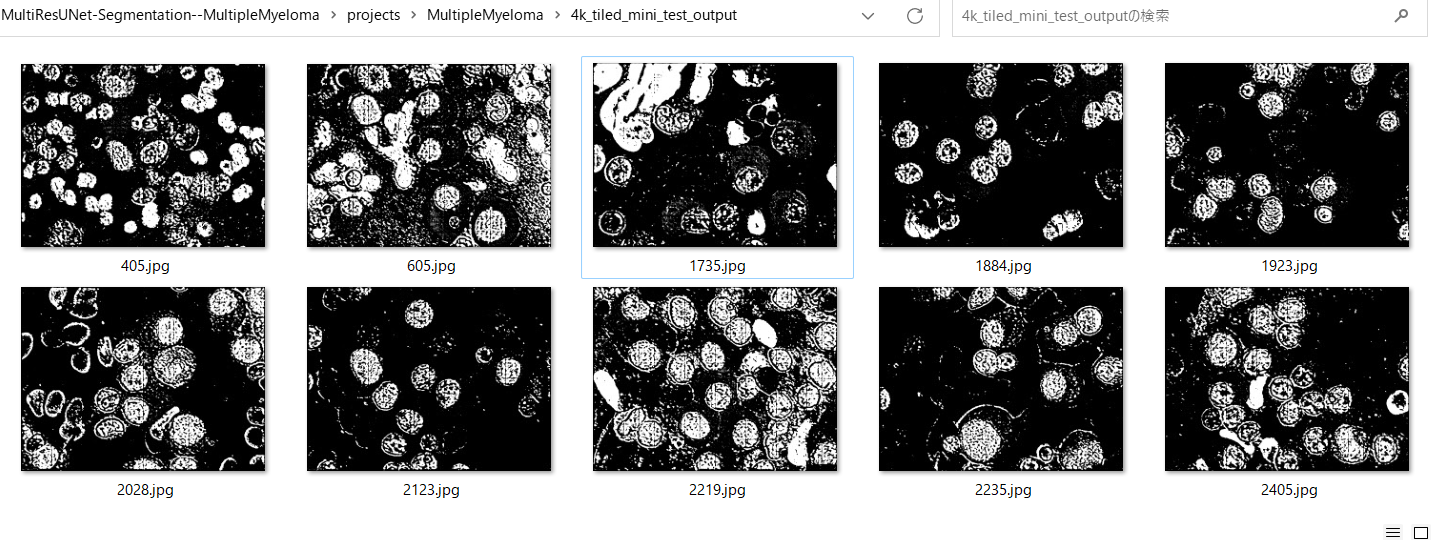 MultiResUNet-Segmentation--MultipleMyeloma > projects > MultipleMyeloma > 4k_tiled_mini_test_output
4k_tiled_mini_test_outputの検索
405.jpg 605.jpg 1735.jpg 1884.jpg 1923.jpg
2028.jpg 2123.jpg 2219.jpg 2235.jpg 2405.jpg